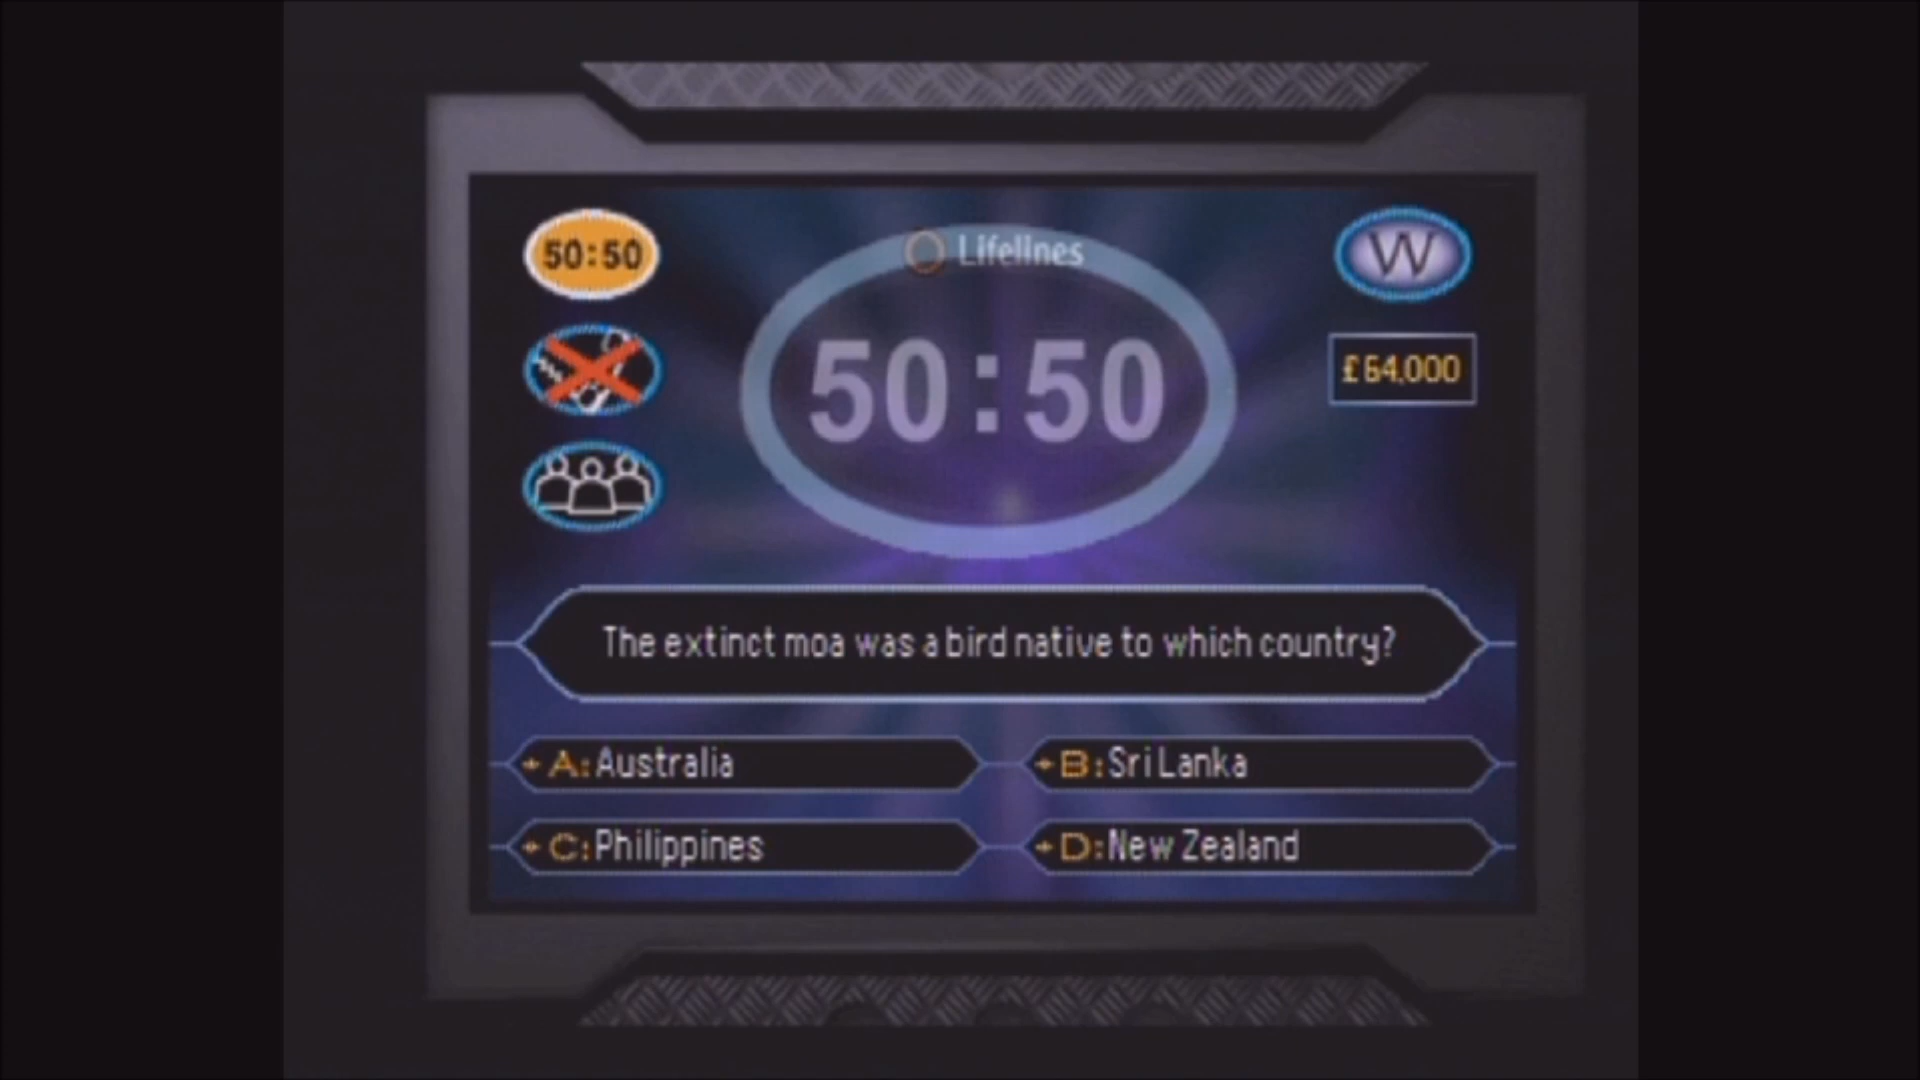 50:50
Lifelines
W
50:50
£64,000
The extinct moa was a bird native to which country?
A: Australia
B: Sri Lanka
C: Philippines
D: New Zealand